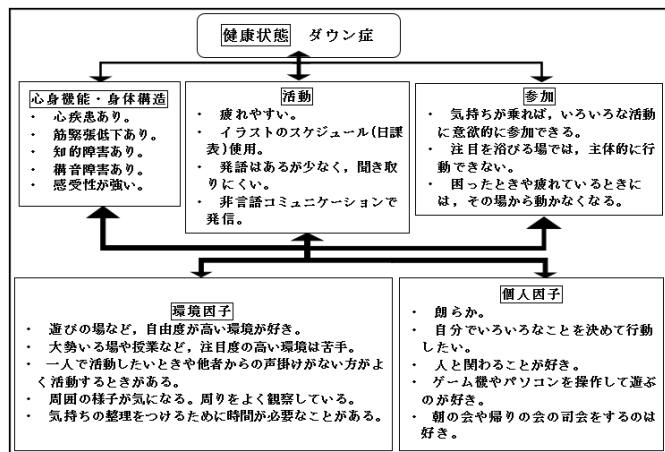 健康状態 ダウン症
心身機能・身体構造
・ 心疾患あり。
・ 筋緊張低下あり。
・ 知的障害あり。
・ 構音障害あり。
・ 感受性が強い。
活動
・ 疲れやすい。
・ イラストのスケジュール(日課
表)使用。
・ 発語はあるが少なく,聞き取
りにくい。
・ 非言語コミュニケーションで
発信。
参加
・ 気持ちが乗れば,いろいろな活動
に意欲的に参加できる。
・ 注目を浴びる場では,主体的に行
動できない。
・ 困ったときや疲れているときに
は,その場から動かなくなる。
環境因子
・ 遊びの場など,自由度が高い環境が好き。
・ 大勢いる場や授業など,注目度の高い環境は苦手。
・ 一人で活動したいときや他者からの声掛けがない方が
よく活動するときがある。
・ 周囲の様子が気になる。周りをよく観察している。
・ 気持ちの整理をつけるために時間が必要なことがある。
個人因子
・ 朗らか。
・ 自分でいろいろなことを決めて行動
したい。
・ 人と関わることが好き。
・ ゲーム機やパソコンを操作して遊ぶ
のが好き。
・ 朝の会や帰りの会の司会をするのは
好き。